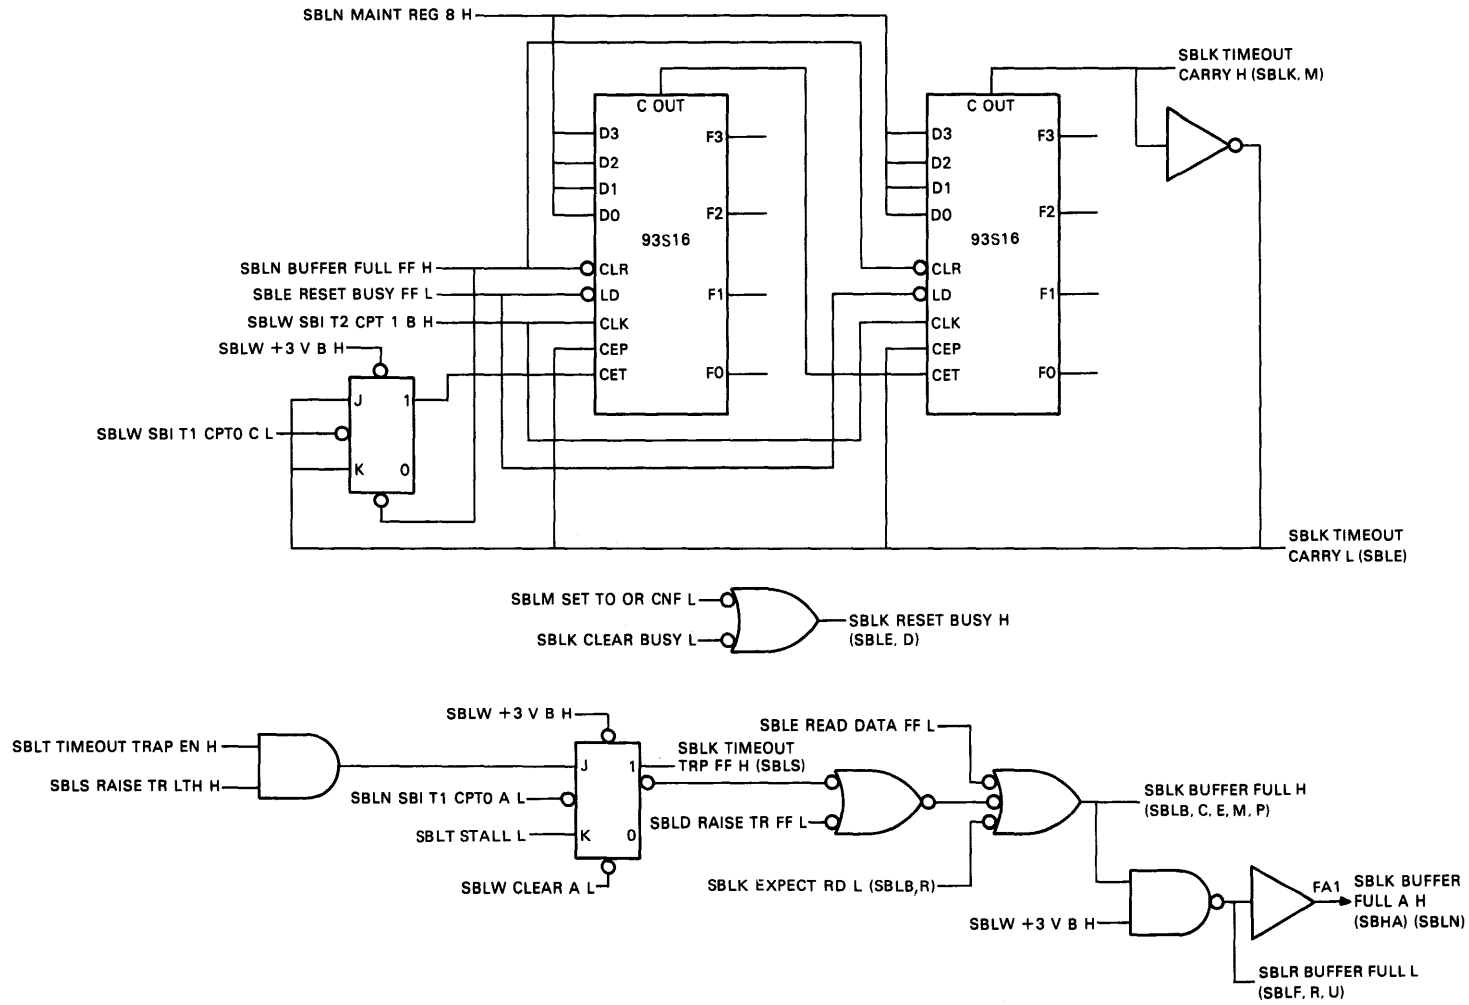 SBLN MAINT REG 8 H
SBLK TIMEOUT
CARRY H (SBLK, M)
C OUT
D3
D2
D1
D0
F3
F2
93S16
F1
F0
CLR
LD
CLK
CEP
CET
C OUT
D3
D2
D1
D0
F3
F2
93S16
F1
F0
CLR
LD
CLK
CEP
CET
SBLN BUFFER FULL FF H
SBLE RESET BUSY FF L
SBLW SBI T2 CPT 1 B H
SBLW +3 V B H
J
1
SBLW SBI T1 CPT0 C L
K
0
SBLK TIMEOUT
CARRY L (SBLE)
SBLM SET TO OR CNF L
SBLK CLEAR BUSY L
SBLK RESET BUSY H
(SBLE, D)
SBLW +3 V B H
SBLT TIMEOUT TRAP EN H
SBLS RAISE TR LTH H
J
1
SBLK TIMEOUT
TRP FF H (SBLS)
SBLN SBI T1 CPT0 A L
SBLT STALL L
K
0
SBLW CLEAR A L
SBLE READ DATA FF L
SBLD RAISE TR FF L
SBLK EXPECT RD L (SBLB,R)
SBLK BUFFER FULL H
(SBLB, C, E, M, P)
SBLW +3 V B H
FA1
SBLK BUFFER
FULL A H
(SBHA) (SBLN)
SBLR BUFFER FULL L
(SBLF, R, U)